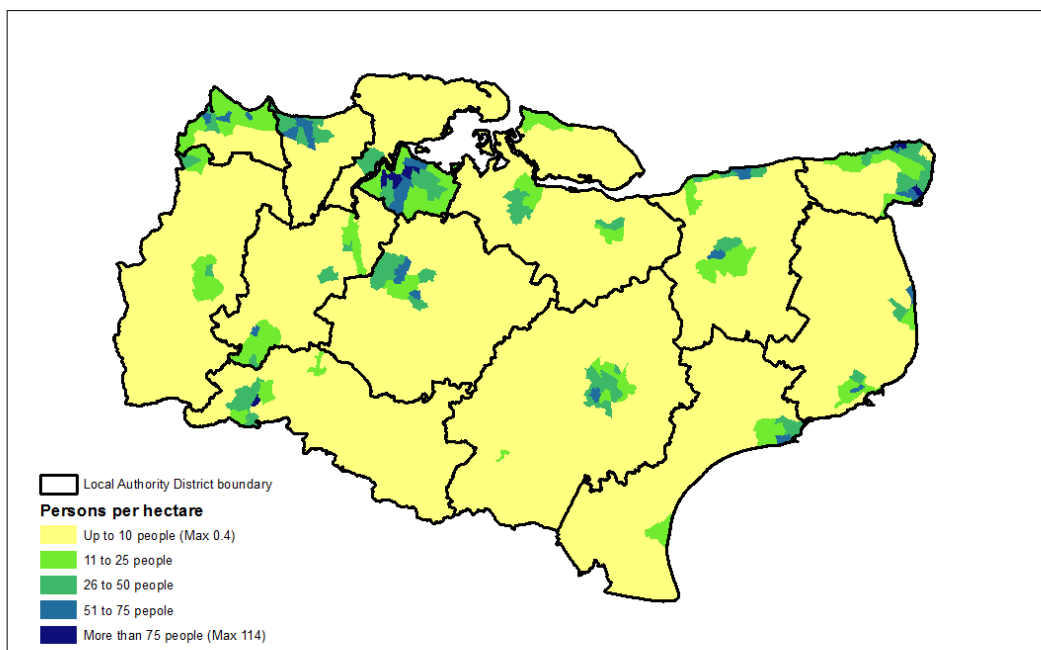 Local Authority District boundary
Persons per hectare
Up to 10 people (Max 0.4)
11 to 25 people
26 to 50 people
51 to 75 pepole
More than 75 people (Max 114)